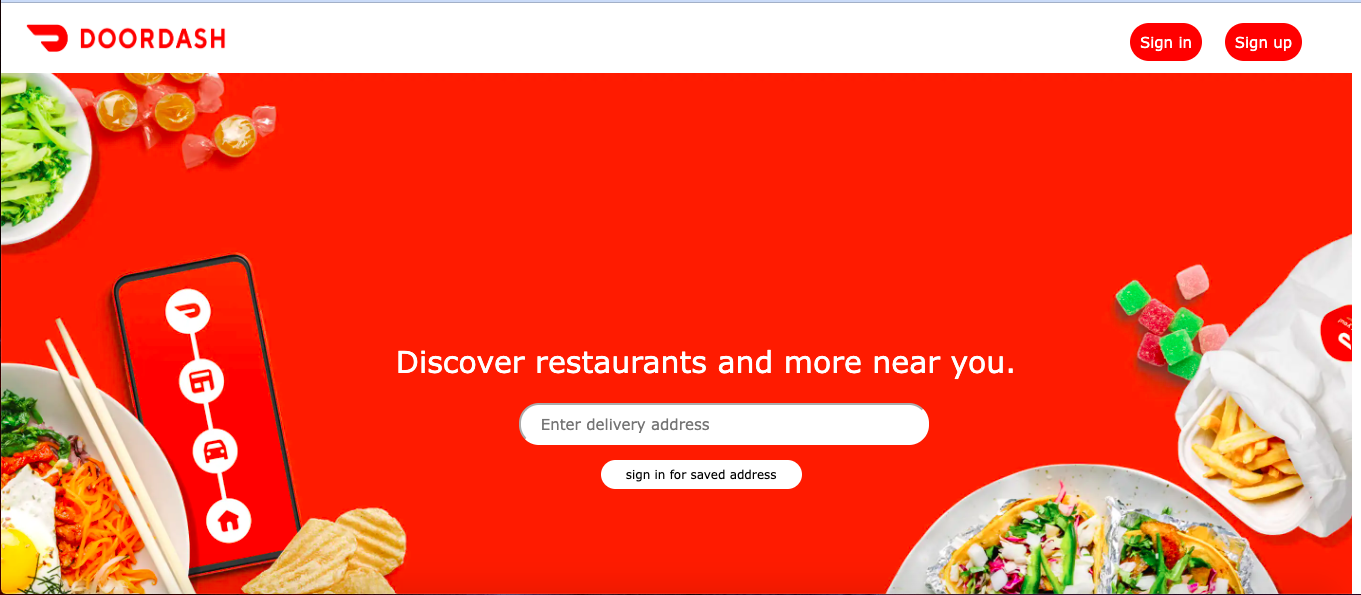 DOORDASH
Sign in
Sign up
Discover restaurants and more near you.
Enter delivery address
sign in for saved address